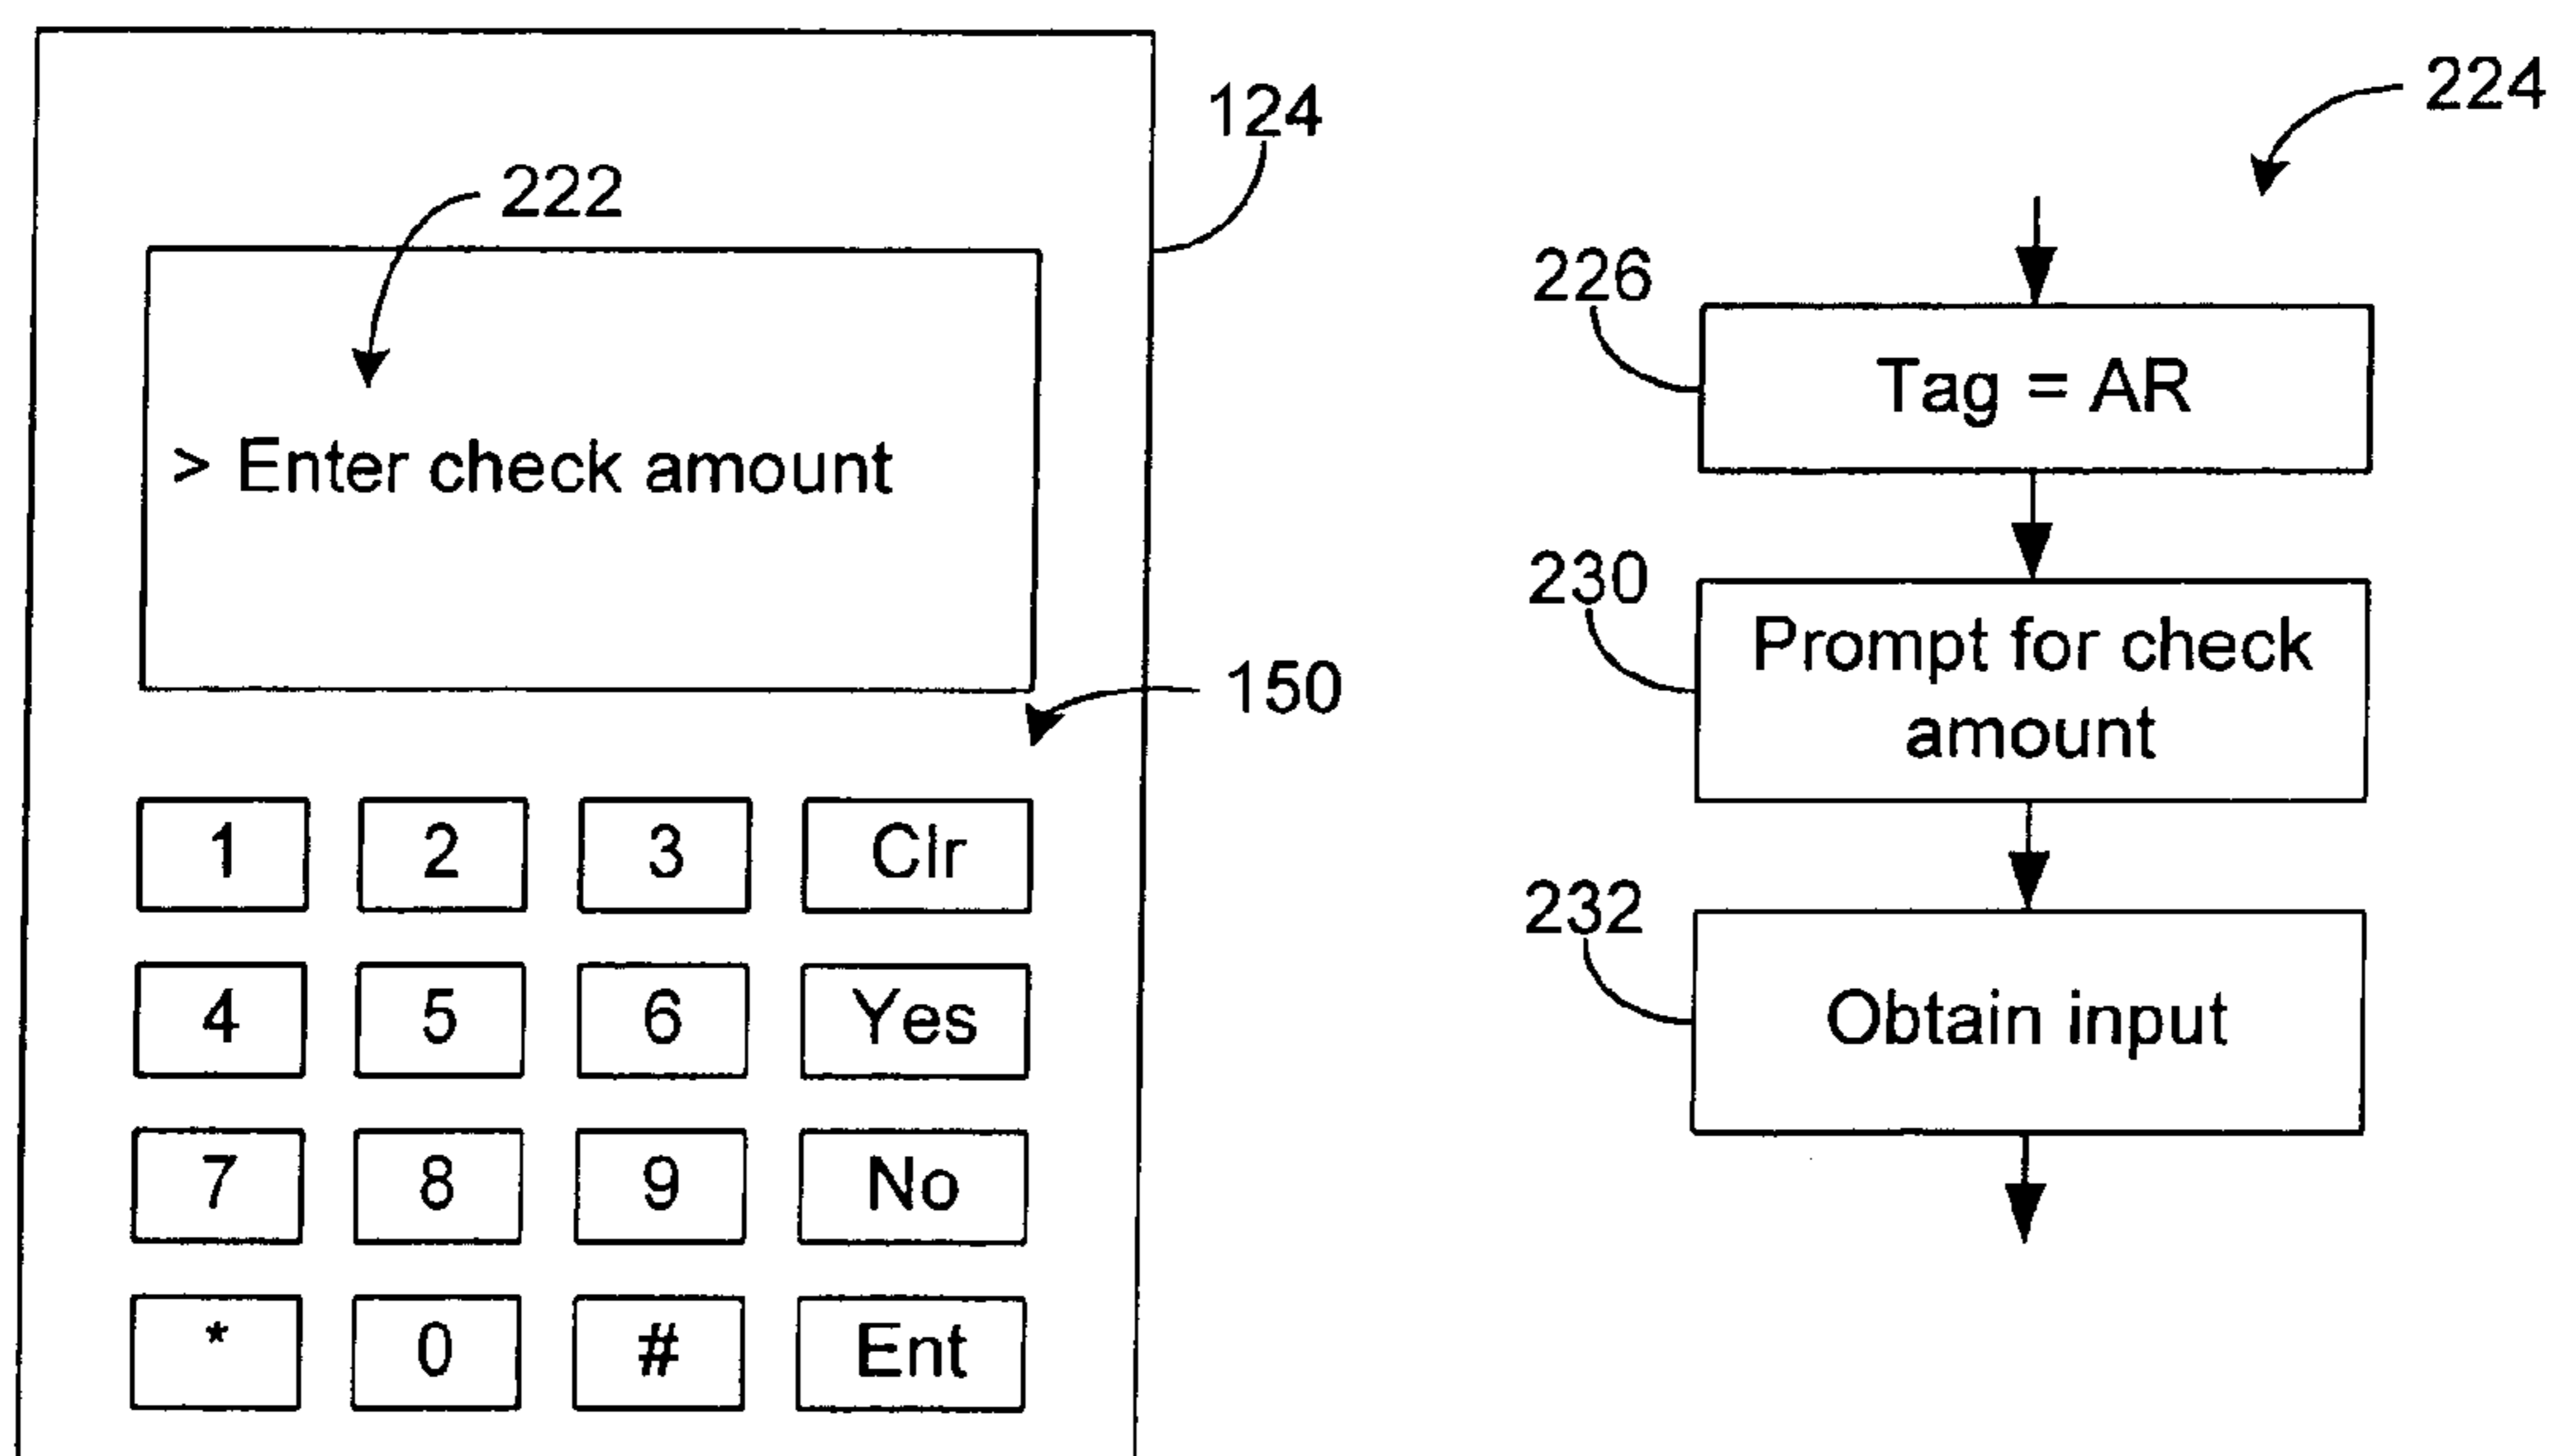 124
222
> Enter check amount
150
1 2 3 Clr
4 5 6 Yes
7 8 9 No
* 0 # Ent
224
226
Tag = AR
230
Prompt for check
amount
232
Obtain input